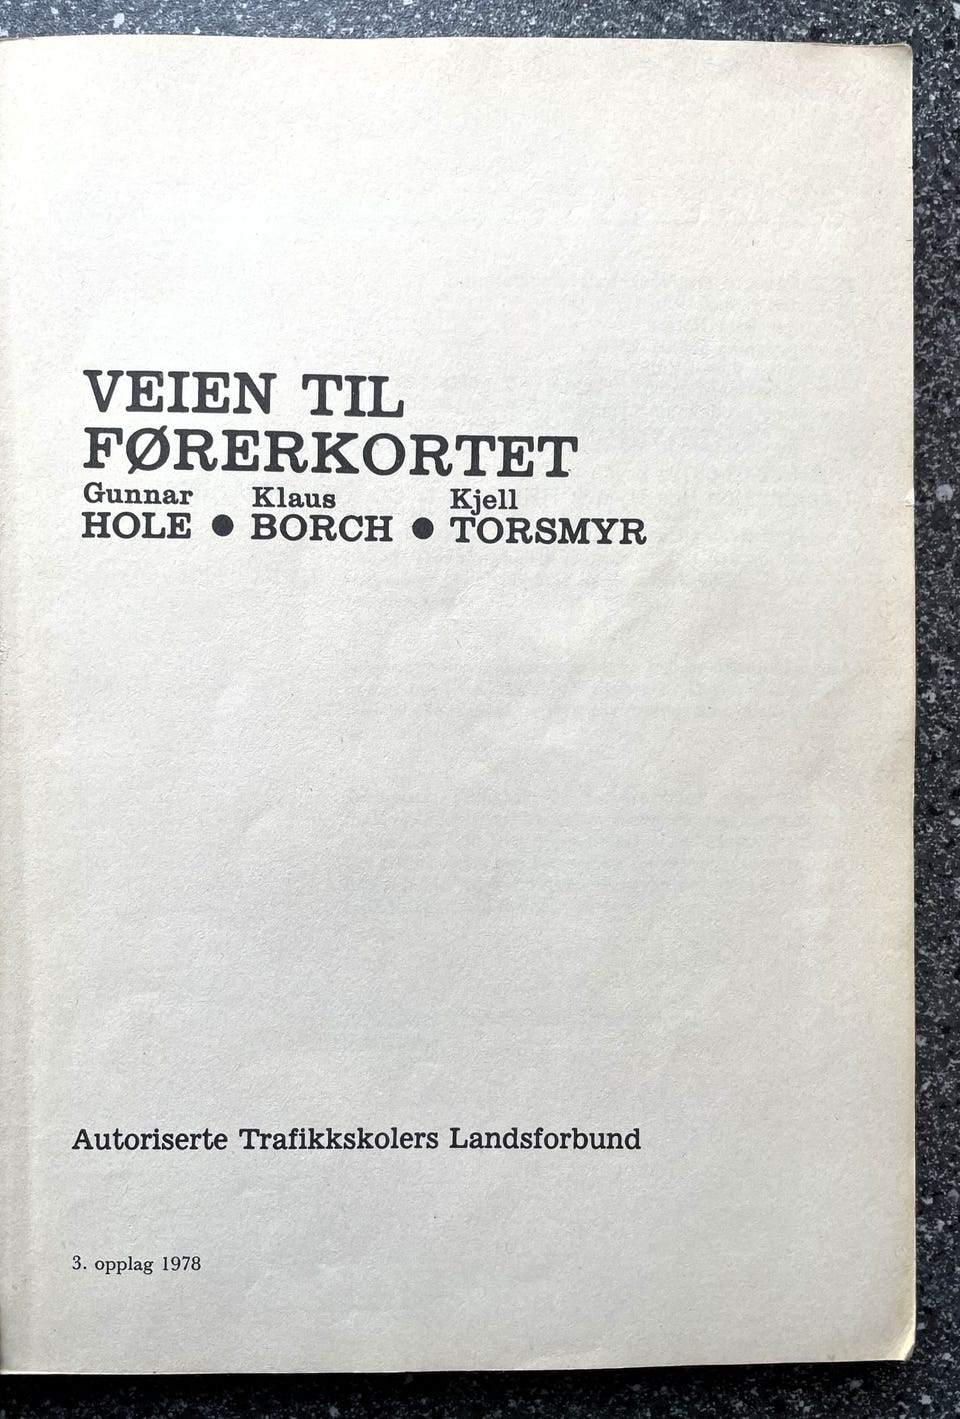 VEIEN TIL
FØRERKORTET
Gunnar Klaus Kjell
HOLE ● BORCH ● TORSMYR
Autoriserte Trafikkskolers Landsforbund
3. opplag 1978